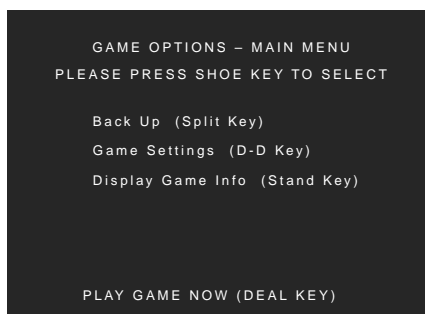 GAME OPTIONS – MAIN MENU
PLEASE PRESS SHOE KEY TO SELECT
Back Up (Split Key)
Game Settings (D-D Key)
Display Game Info (Stand Key)
PLAY GAME NOW (DEAL KEY)